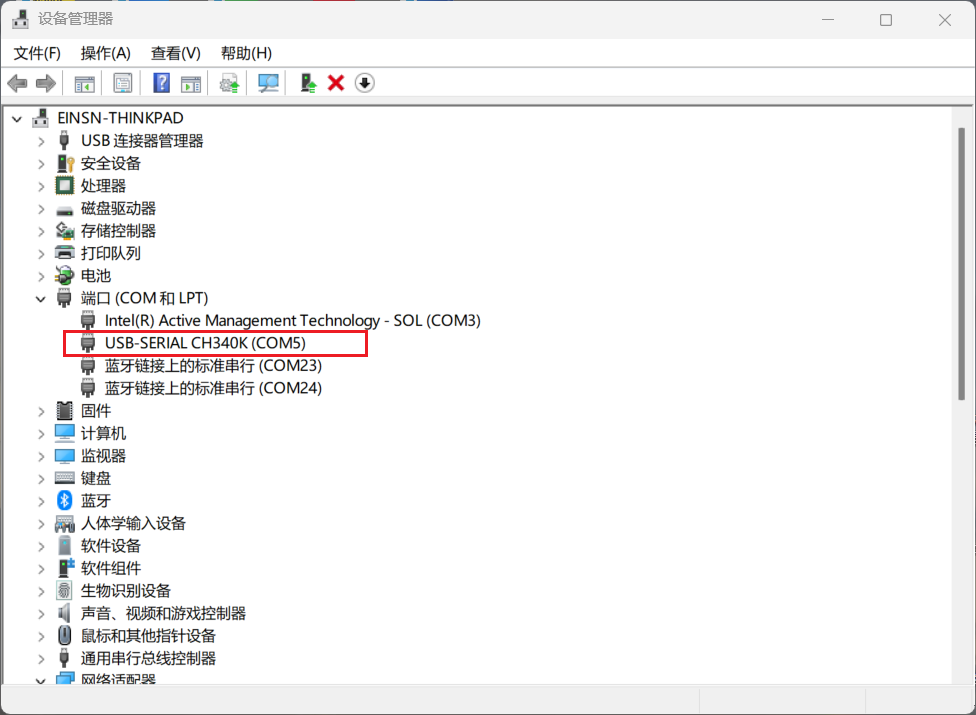 设备管理器
文件(F) 操作(A) 查看(V) 帮助(H)
EINSN-THINKPAD
USB 连接器管理器
安全设备
处理器
磁盘驱动器
存储控制器
打印队列
电池
端口 (COM 和 LPT)
Intel(R) Active Management Technology - SOL (COM3)
USB-SERIAL CH340K (COM5)
蓝牙链接上的标准串行 (COM23)
蓝牙链接上的标准串行 (COM24)
固件
计算机
监视器
键盘
蓝牙
人体学输入设备
软件设备
软件组件
生物识别设备
声音、视频和游戏控制器
鼠标和其他指针设备
通用串行总线控制器
网络适配器